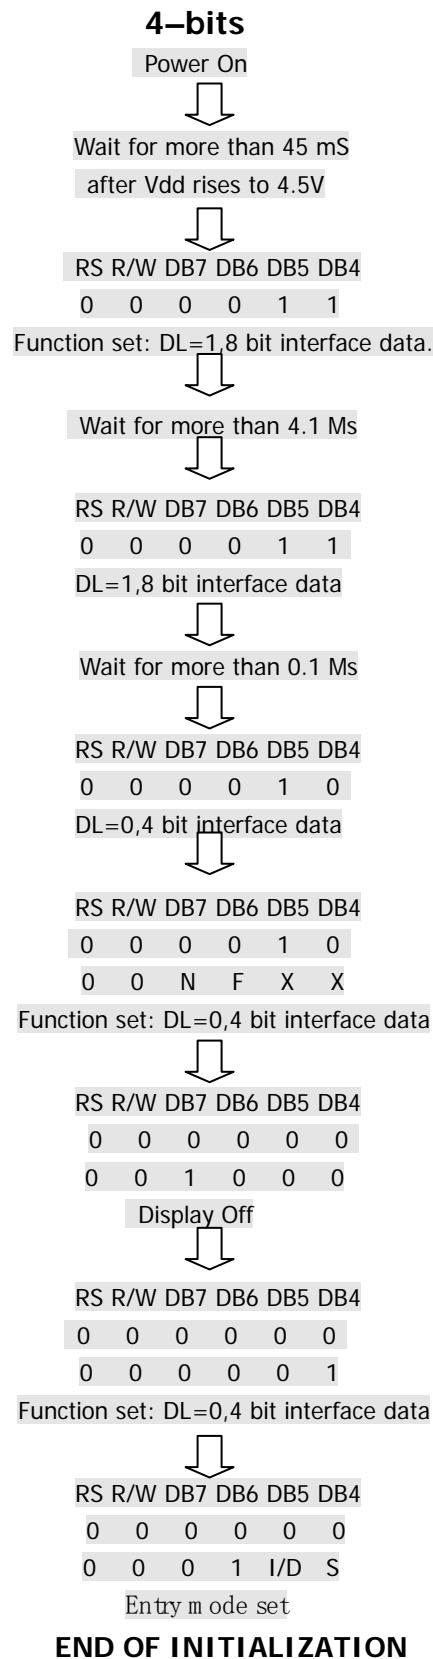 4–bits
Power On
Wait for more than 45 mS
after Vdd rises to 4.5V
RS R/W DB7 DB6 DB5 DB4
0 0 0 0 1 1
Function set: DL=1,8 bit interface data.
Wait for more than 4.1 Ms
RS R/W DB7 DB6 DB5 DB4
0 0 0 0 1 1
DL=1,8 bit interface data
Wait for more than 0.1 Ms
RS R/W DB7 DB6 DB5 DB4
0 0 0 0 1 0
DL=0,4 bit interface data
RS R/W DB7 DB6 DB5 DB4
0 0 0 0 1 0
0 0 N F X X
Function set: DL=0,4 bit interface data
RS R/W DB7 DB6 DB5 DB4
0 0 0 0 0 0
0 0 1 0 0 0
Display Off
RS R/W DB7 DB6 DB5 DB4
0 0 0 0 0 0
0 0 0 0 0 1
Function set: DL=0,4 bit interface data
RS R/W DB7 DB6 DB5 DB4
0 0 0 0 0 0
0 0 0 1 I/D S
Entry mode set
END OF INITIALIZATION